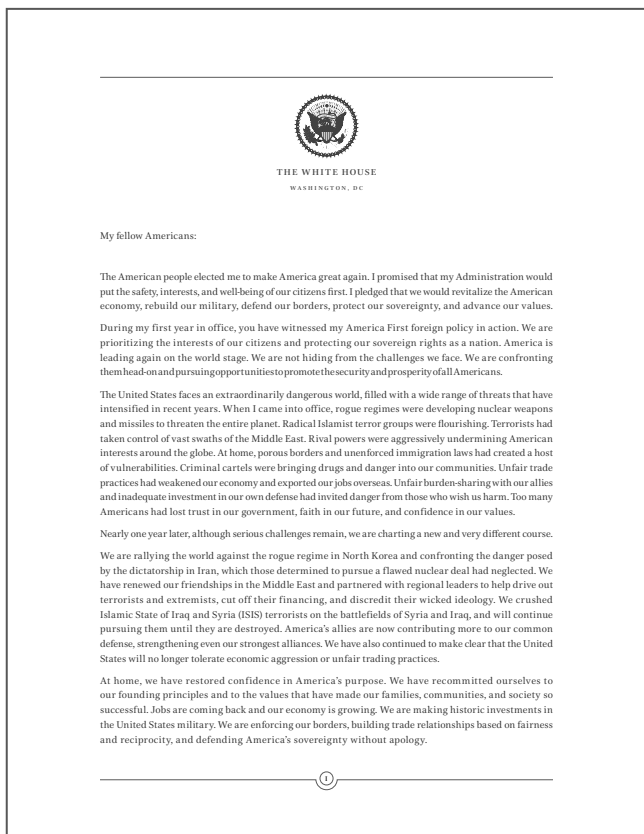 THE WHITE HOUSE
WASHINGTON, DC
My fellow Americans:
The American people elected me to make America great again. I promised that my Administration would
put the safety, interests, and well-being of our citizens first. I pledged that we would revitalize the American
economy, rebuild our military, defend our borders, protect our sovereignty, and advance our values.
During my first year in office, you have witnessed my America First foreign policy in action. We are
prioritizing the interests of our citizens and protecting our sovereign rights as a nation. America is
leading again on the world stage. We are not hiding from the challenges we face. We are confronting
them head-on and pursuing opportunities to promote the security and prosperity of all Americans.
The United States faces an extraordinarily dangerous world, filled with a wide range of threats that have
intensified in recent years. When I came into office, rogue regimes were developing nuclear weapons
and missiles to threaten the entire planet. Radical Islamist terror groups were flourishing. Terrorists had
taken control of vast swaths of the Middle East. Rival powers were aggressively undermining American
interests around the globe. At home, porous borders and unenforced immigration laws had created a host
of vulnerabilities. Criminal cartels were bringing drugs and danger into our communities. Unfair trade
practices had weakened our economy and exported our jobs overseas. Unfair burden-sharing with our allies
and inadequate investment in our own defense had invited danger from those who wish us harm. Too many
Americans had lost trust in our government, faith in our future, and confidence in our values.
Nearly one year later, although serious challenges remain, we are charting a new and very different course.
We are rallying the world against the rogue regime in North Korea and confronting the danger posed
by the dictatorship in Iran, which those determined to pursue a flawed nuclear deal had neglected. We
have renewed our friendships in the Middle East and partnered with regional leaders to help drive out
terrorists and extremists, cut off their financing, and discredit their wicked ideology. We crushed
Islamic State of Iraq and Syria (ISIS) terrorists on the battlefields of Syria and Iraq, and will continue
pursuing them until they are destroyed. America's allies are now contributing more to our common
defense, strengthening even our strongest alliances. We have also continued to make clear that the United
States will no longer tolerate economic aggression or unfair trading practices.
At home, we have restored confidence in America's purpose. We have recommitted ourselves to
our founding principles and to the values that have made our families, communities, and society so
successful. Jobs are coming back and our economy is growing. We are making historic investments in
the United States military. We are enforcing our borders, building trade relationships based on fairness
and reciprocity, and defending America's sovereignty without apology.
I